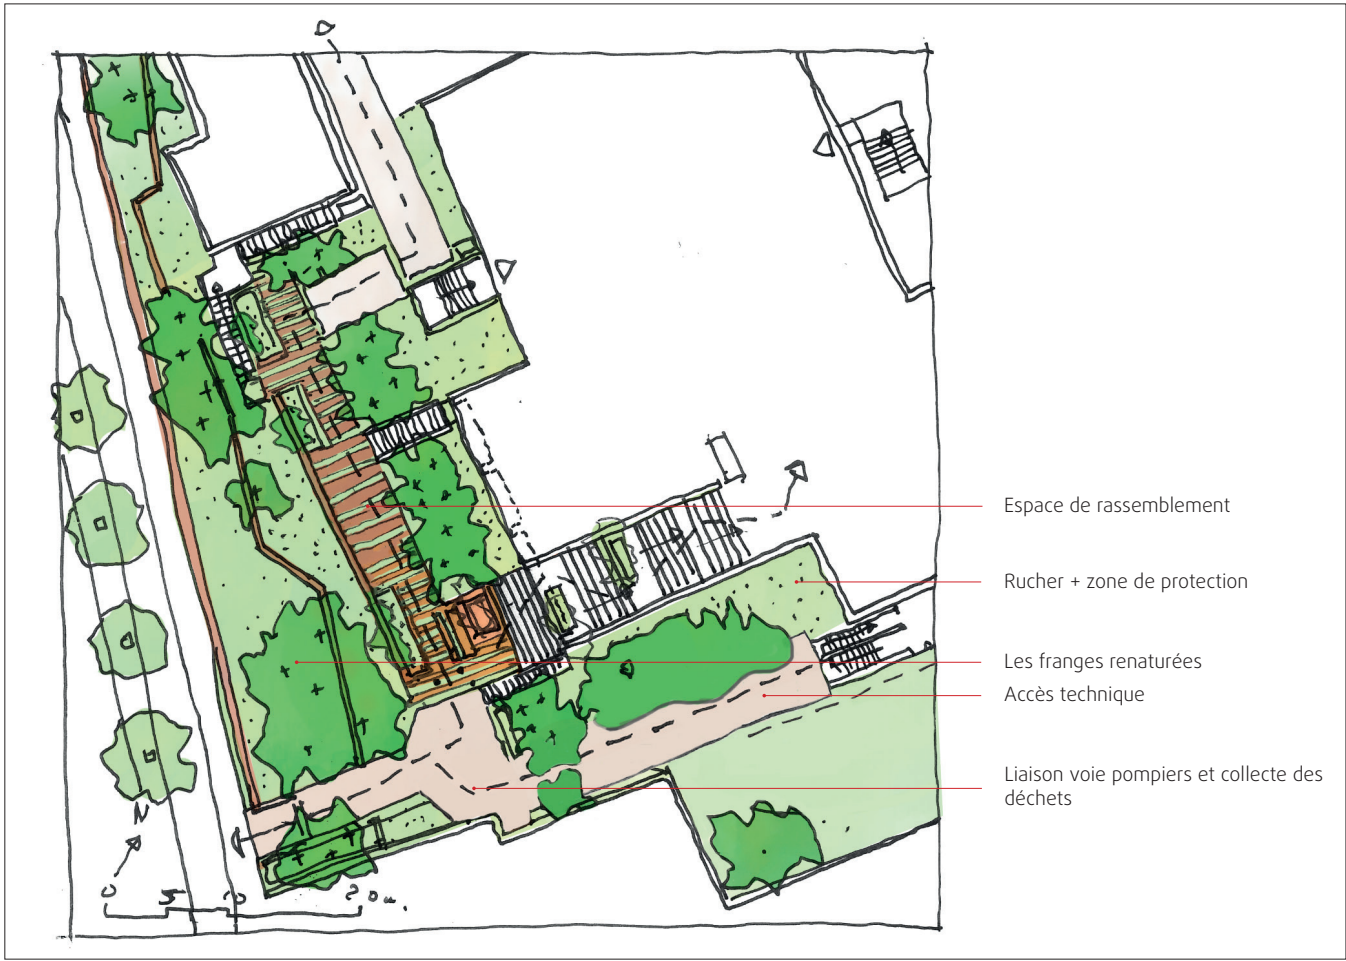 Espace de rassemblement
Rucher + zone de protection
Les franges renaturées
Accès technique
Liaison voie pompiers et collecte des
déchets
N
0 5 10 20 m.